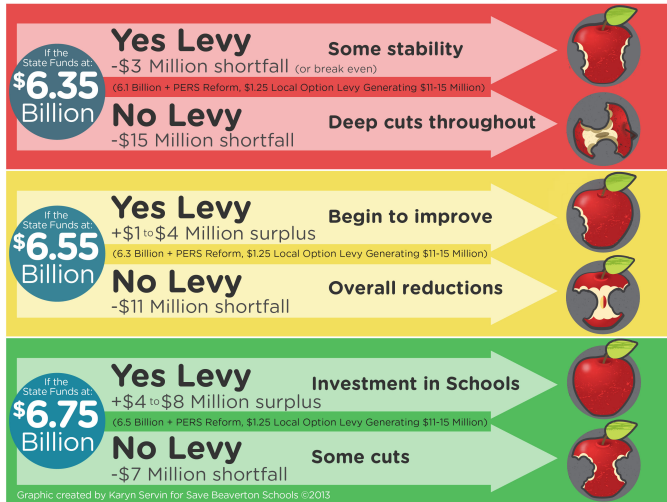 If the
State Funds at:
$6.35
Billion
Yes Levy
-$3 Million shortfall (or break even)
Some stability
(6.1 Billion + PERS Reform, $1.25 Local Option Levy Generating $11-15 Million)
No Levy
-$15 Million shortfall
Deep cuts throughout
If the
State Funds at:
$6.55
Billion
Yes Levy
+$1 to $4 Million surplus
Begin to improve
(6.3 Billion + PERS Reform, $1.25 Local Option Levy Generating $11-15 Million)
No Levy
-$11 Million shortfall
Overall reductions
If the
State Funds at:
$6.75
Billion
Yes Levy
+$4 to $8 Million surplus
Investment in Schools
(6.5 Billion + PERS Reform, $1.25 Local Option Levy Generating $11-15 Million)
No Levy
-$7 Million shortfall
Some cuts
Graphic created by Karyn Servin for Save Beaverton Schools ©2013